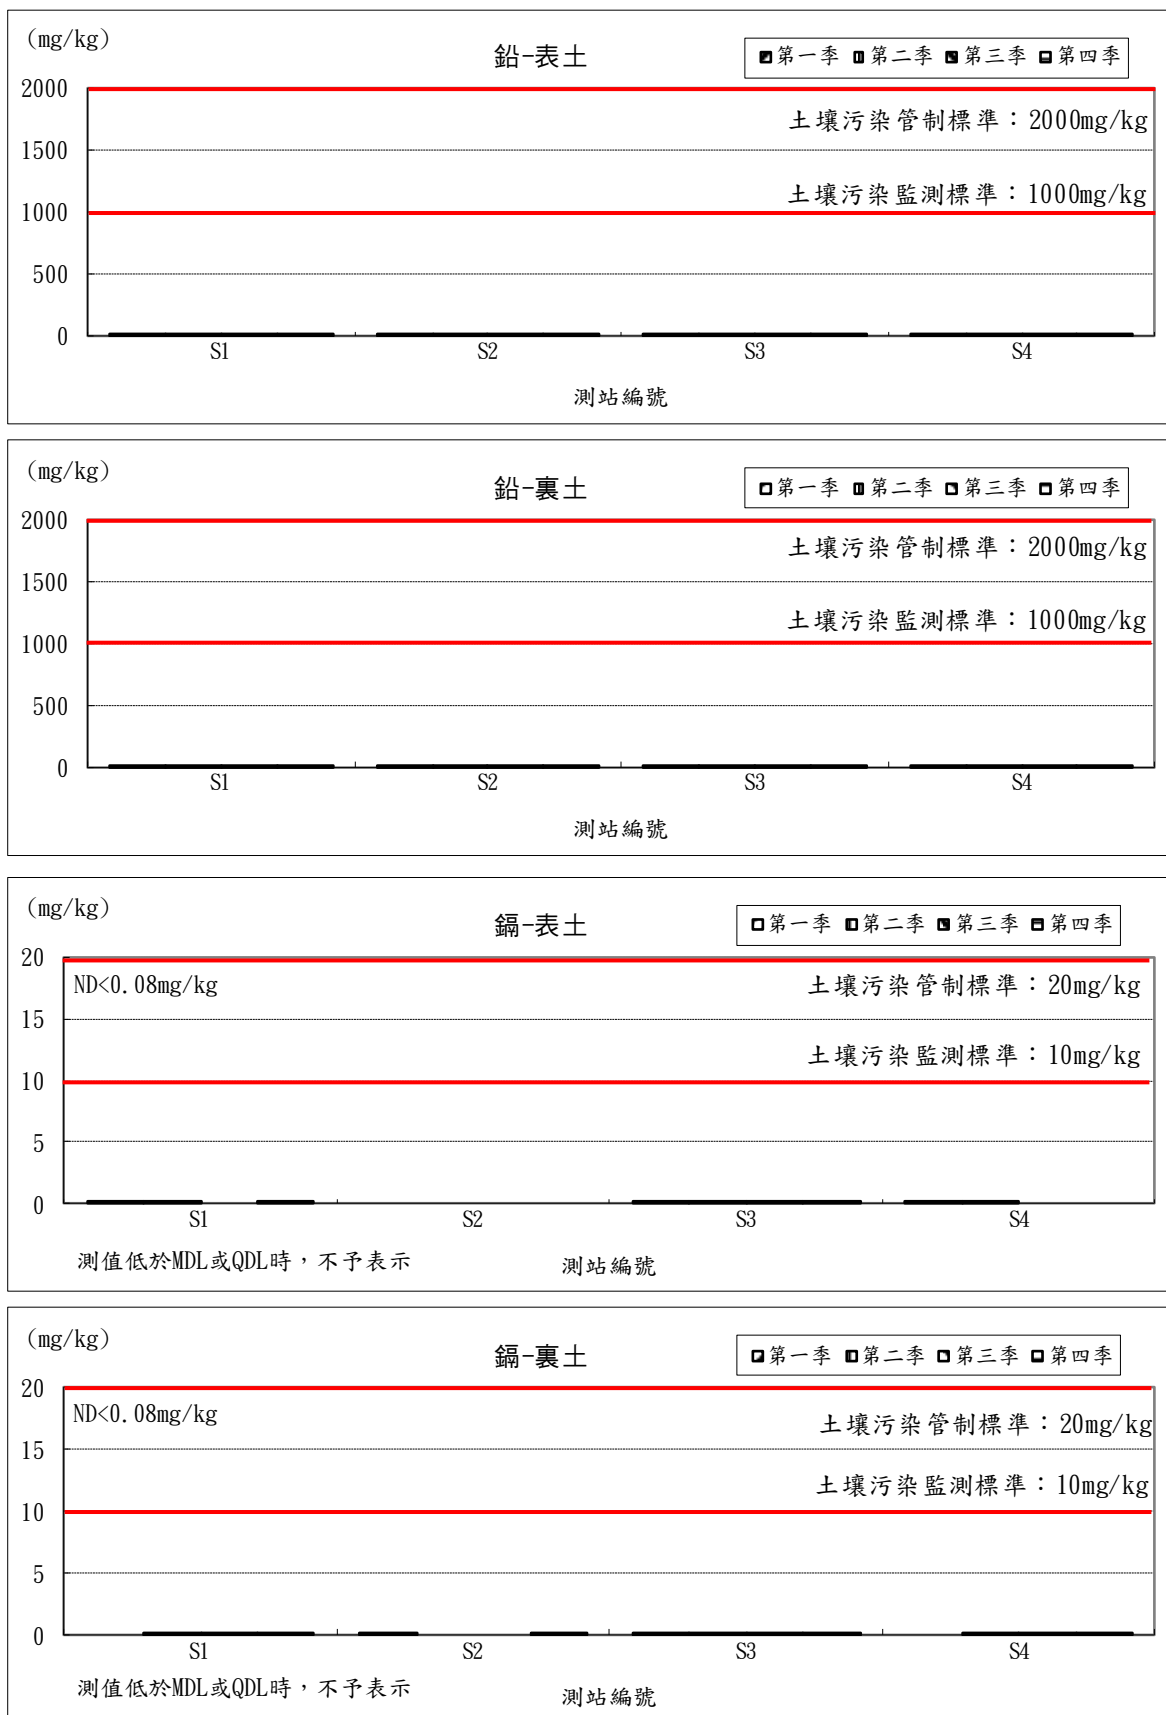 (mg/kg)
鉛-表土
第一季 第二季 第三季 第四季
2000
土壤污染管制標準：2000mg/kg
1500
土壤污染監測標準：1000mg/kg
1000
500
0
S1 S2 S3 S4
測站編號
(mg/kg)
鉛-裏土
第一季 第二季 第三季 第四季
2000
土壤污染管制標準：2000mg/kg
1500
土壤污染監測標準：1000mg/kg
1000
500
0
S1 S2 S3 S4
測站編號
(mg/kg)
鎘-表土
第一季 第二季 第三季 第四季
20
ND<0.08mg/kg 土壤污染管制標準：20mg/kg
15
土壤污染監測標準：10mg/kg
10
5
0
S1 S2 S3 S4
測值低於MDL或QDL時，不予表示 測站編號
(mg/kg)
鎘-裏土
第一季 第二季 第三季 第四季
20
ND<0.08mg/kg 土壤污染管制標準：20mg/kg
15
土壤污染監測標準：10mg/kg
10
5
0
S1 S2 S3 S4
測值低於MDL或QDL時，不予表示 測站編號